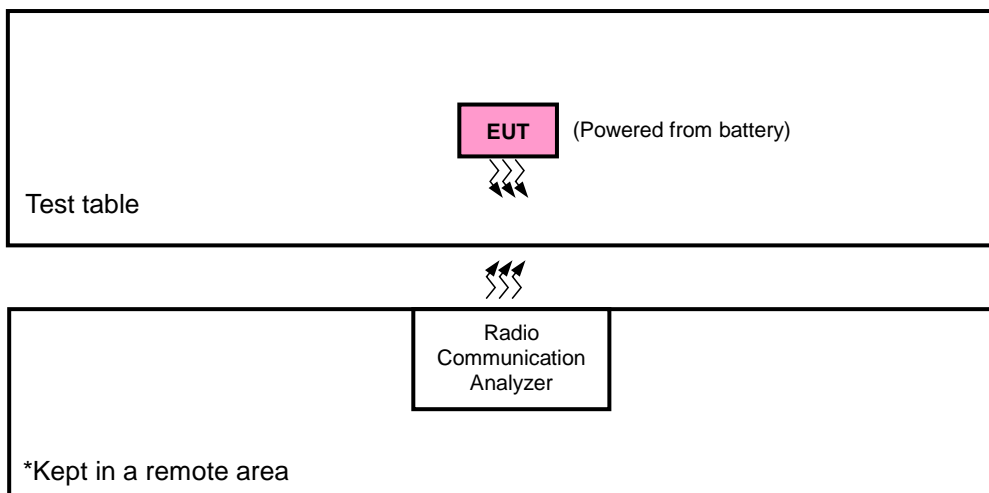 EUT (Powered from battery)
Test table
Radio
Communication
Analyzer
*Kept in a remote area